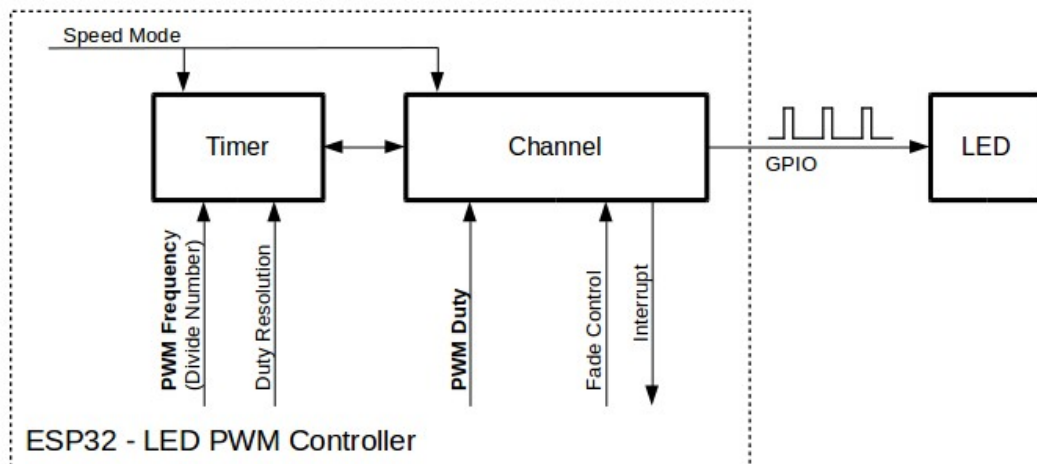 Speed Mode
Timer
Channel
GPIO
LED
PWM Frequency
(Divide Number)
Duty Resolution
PWM Duty
Fade Control
Interrupt
ESP32 - LED PWM Controller